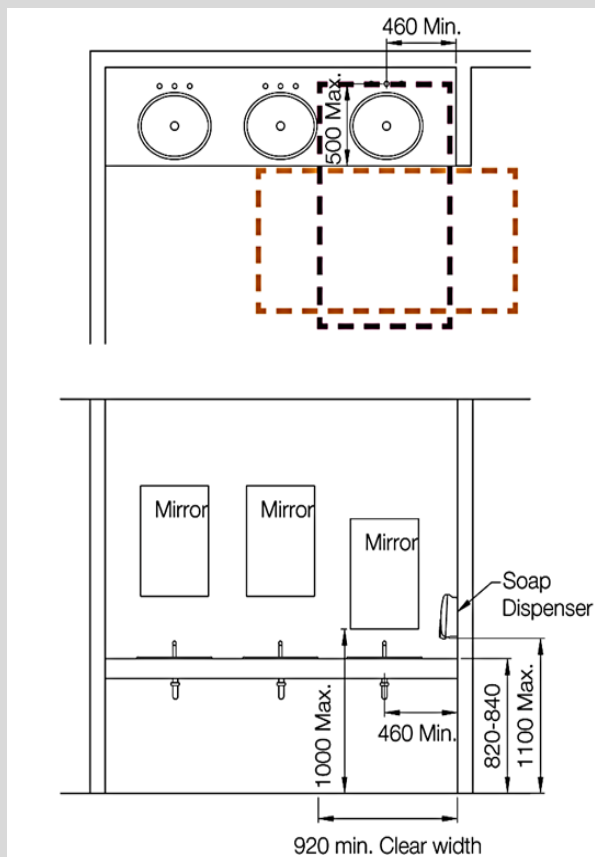 460 Min.
500 Max.
Mirror
Mirror
Mirror
Soap
Dispenser
1000 Max.
460 Min.
820-840
1100 Max.
920 min. Clear width